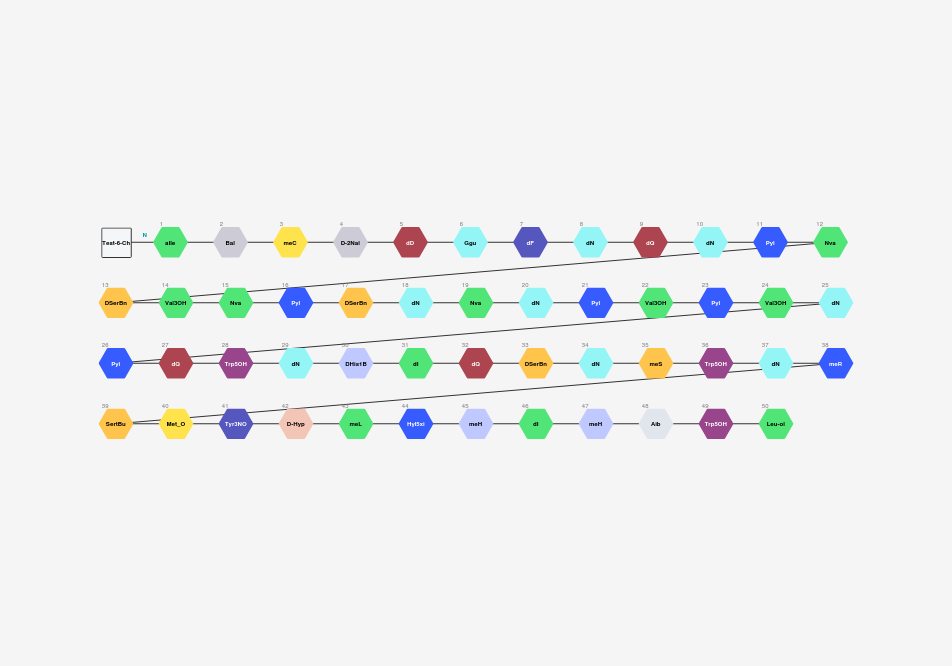 N 1 2 3 4 5 6 7 8 9 10 11 12
Test-6-Ch aIle Bal meC D-2Nal dD Ggu dF dN dQ dN Pyl Nva
13 14 15 16 17 18 19 20 21 22 23 24 25
DSerBn Val3OH Nva Pyl DSerBn dN Nva dN Pyl Val3OH Pyl Val3OH dN
26 27 28 29 30 31 32 33 34 35 36 37 38
Pyl dQ Trp5OH dN DHis1B dI dQ DSerBn dN meS Trp5OH dN meR
39 40 41 42 43 44 45 46 47 48 49 50
SertBu Met_O Tyr3NO D-Hyp meL Hyl5xi meH dI meH Aib Trp5OH Leu-ol